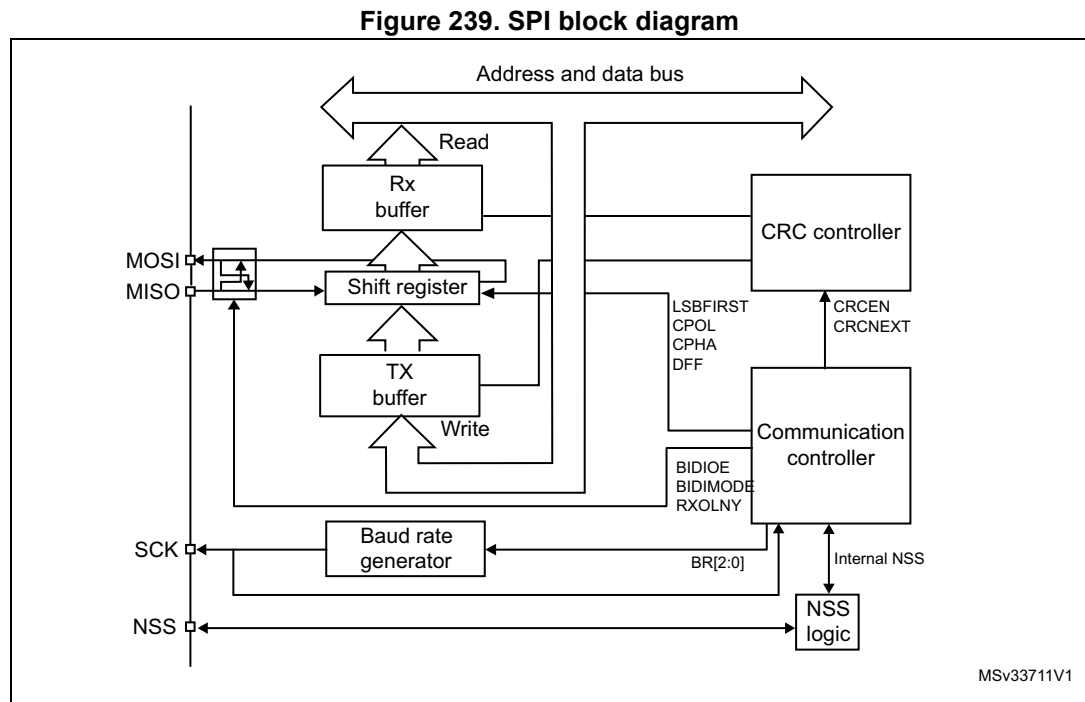 Figure 239. SPI block diagram
Address and data bus
Read
Rx
buffer
CRC controller
MOSI
MISO
Shift register
LSBFIRST
CPOL
CPHA
DFF
CRCEN
CRCNEXT
TX
buffer
Write
Communication
controller
BIDIOE
BIDIMODE
RXOLNY
SCK
Baud rate
generator
BR[2:0]
Internal NSS
NSS
NSS
logic
MSv33711V1